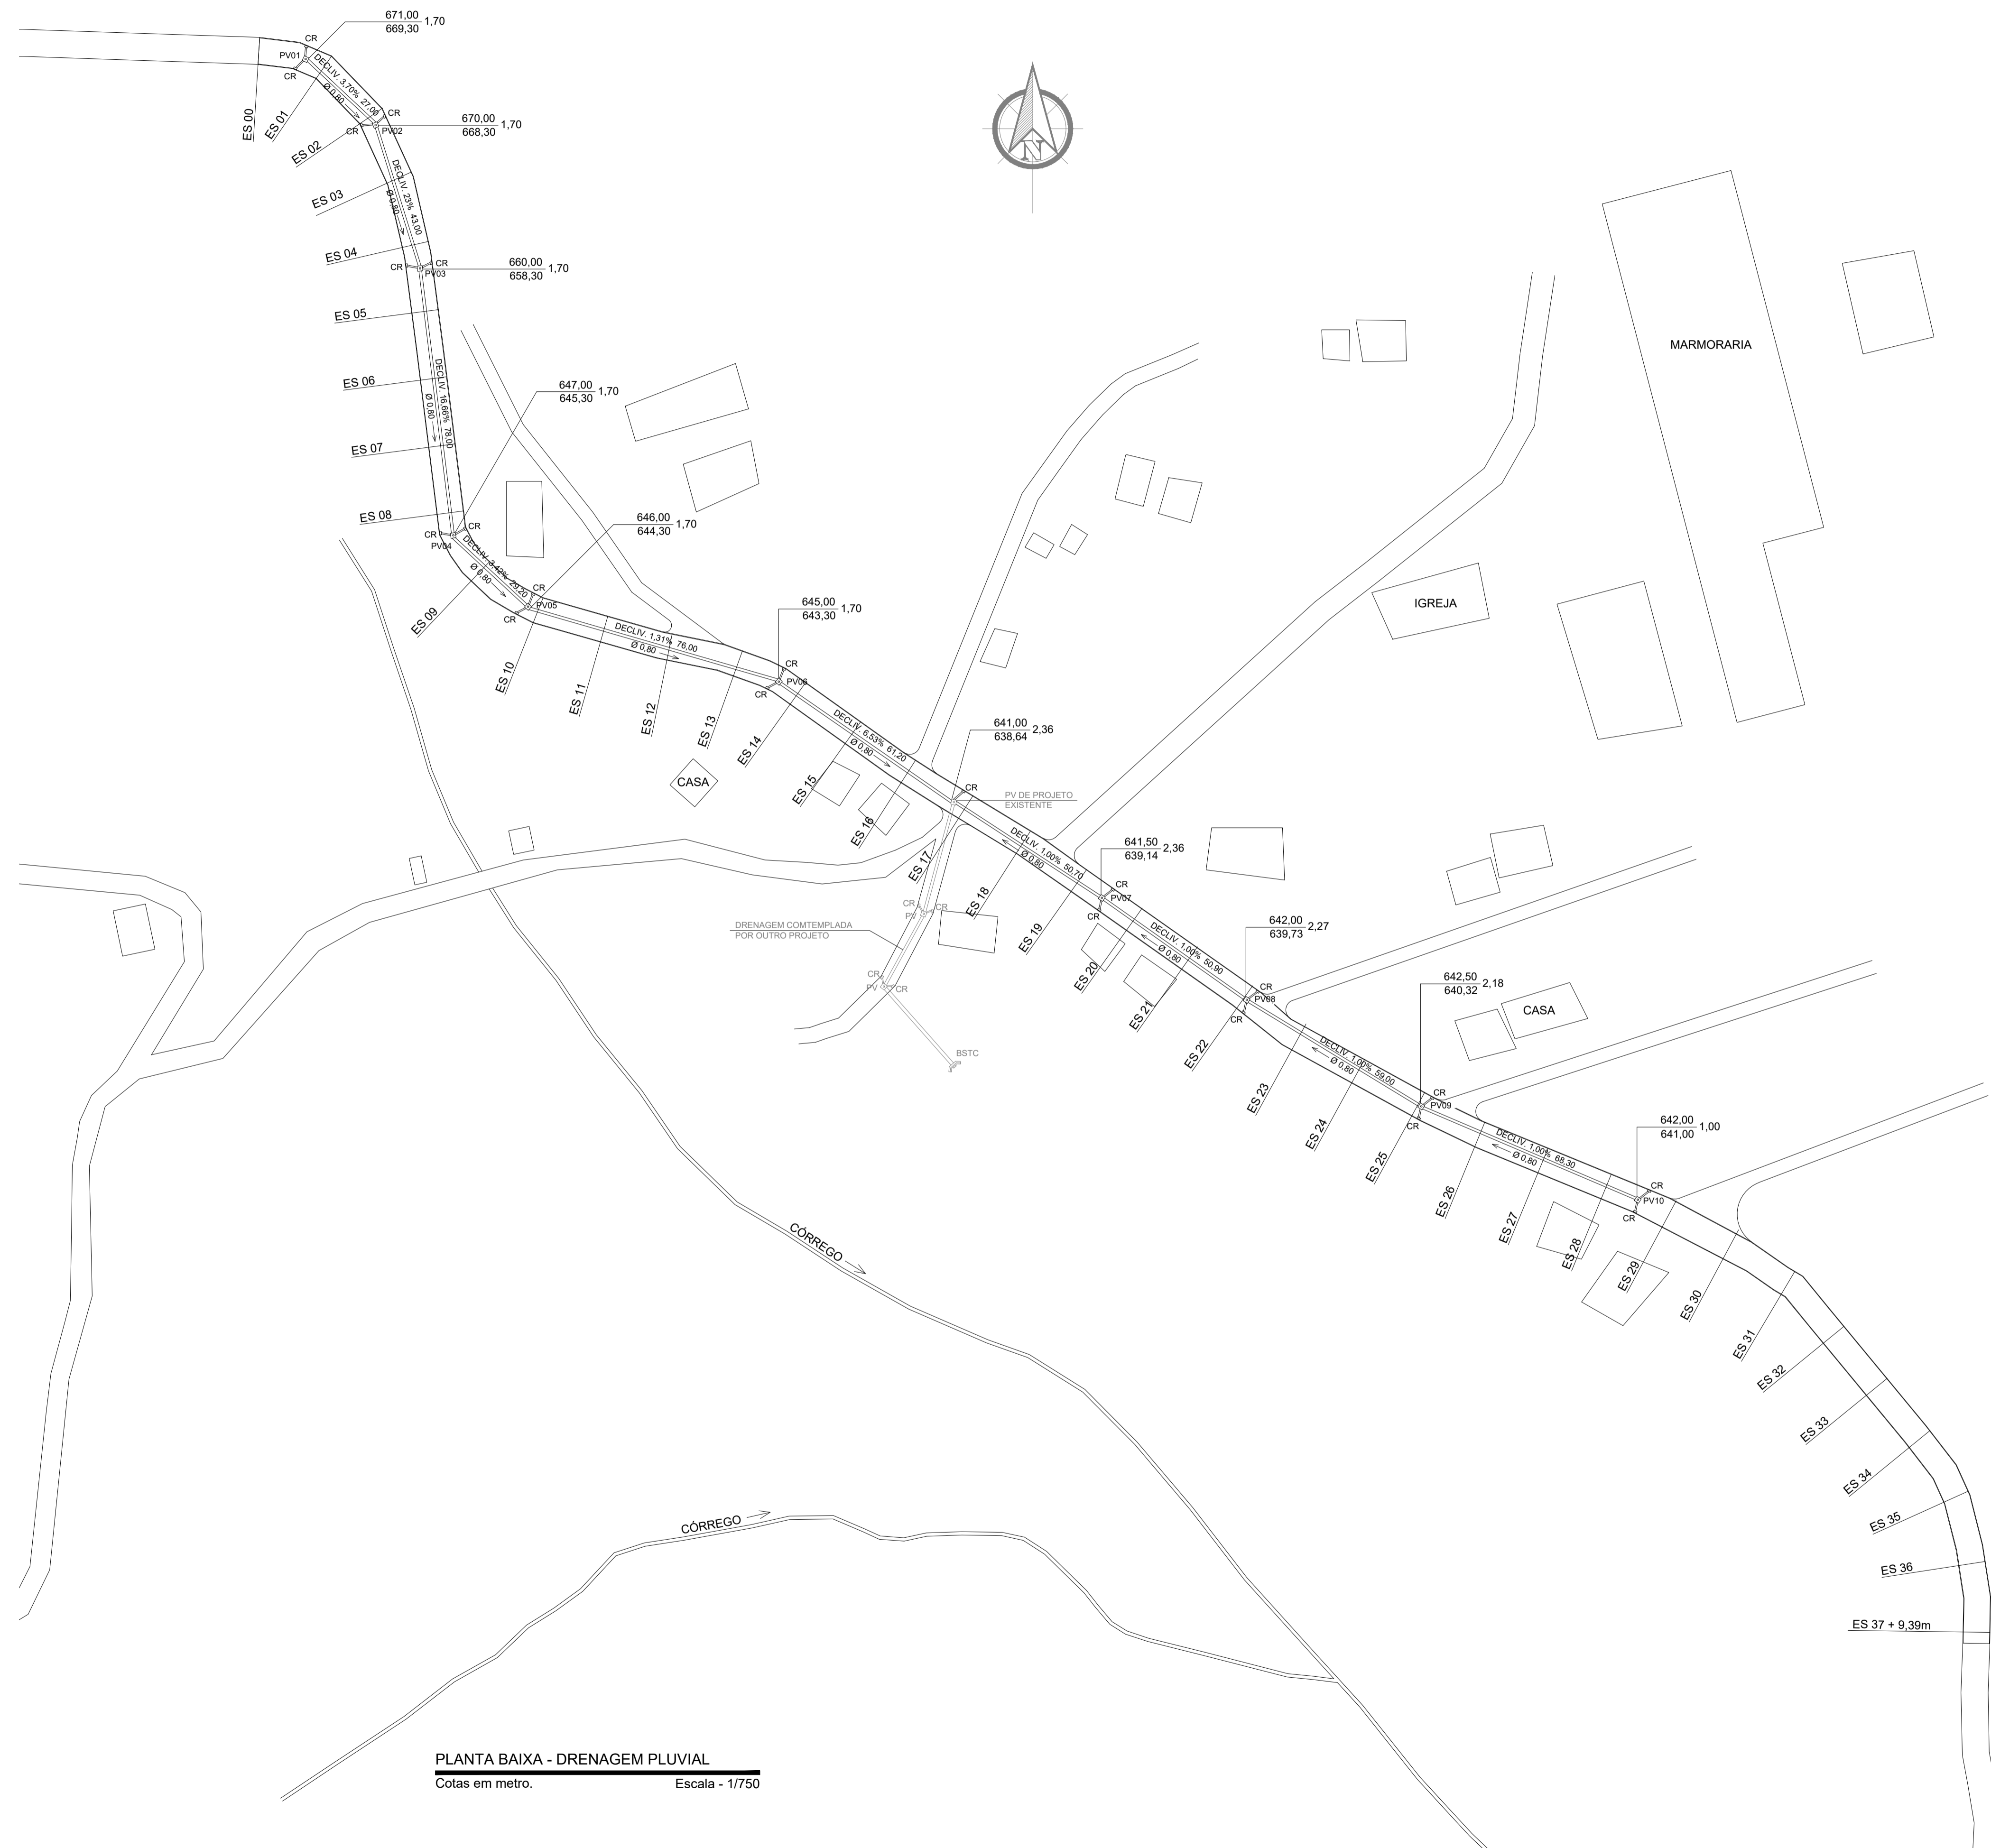 671,00
669,30
1,70
CR
PV01
CR
DECLIV. 3,70% 27,00
Ø 0,80
ES 00
ES 01
CR
CR
PV02
670,00
668,30
1,70
ES 02
N
DECLIV. 23% 43,00
Ø 0,80
ES 03
ES 04
CR
CR
PV03
660,00
658,30
1,70
ES 05
MARMORARIA
DECLIV. 16,66% 78,00
Ø 0,80
ES 06
647,00
645,30
1,70
ES 07
ES 08
CR
CR
PV04
646,00
644,30
1,70
DECLIV. 3,42% 29,20
Ø 0,80
ES 09
CR
PV05
CR
IGREJA
645,00
643,30
1,70
DECLIV. 1,31% 76,00
Ø 0,80
ES 10
ES 11
ES 12
ES 13
CR
PV06
CR
ES 14
641,00
638,64
2,36
DECLIV. 6,53% 61,20
Ø 0,80
CASA
ES 15
ES 16
CR
PV DE PROJETO
EXISTENTE
ES 17
DECLIV. 1,00% 50,70
Ø 0,80
641,50
639,14
2,36
ES 18
CR
PV07
CR
CR
CR
PV
DRENAGEM COMTEMPLADA
POR OUTRO PROJETO
ES 19
642,00
639,73
2,27
DECLIV. 1,00% 50,90
Ø 0,80
ES 20
CR
PV
CR
ES 21
642,50
640,32
2,18
CR
PV08
CR
CASA
BSTC
ES 22
DECLIV. 1,00% 59,00
Ø 0,80
ES 23
CR
PV09
CR
ES 24
ES 25
642,00
641,00
1,00
DECLIV. 1,00% 68,30
Ø 0,80
ES 26
CR
PV10
CR
ES 27
ES 28
CÓRREGO
ES 29
ES 30
ES 31
ES 32
ES 33
ES 34
ES 35
CÓRREGO
ES 36
ES 37 + 9,39m
PLANTA BAIXA - DRENAGEM PLUVIAL
Cotas em metro.
Escala - 1/750